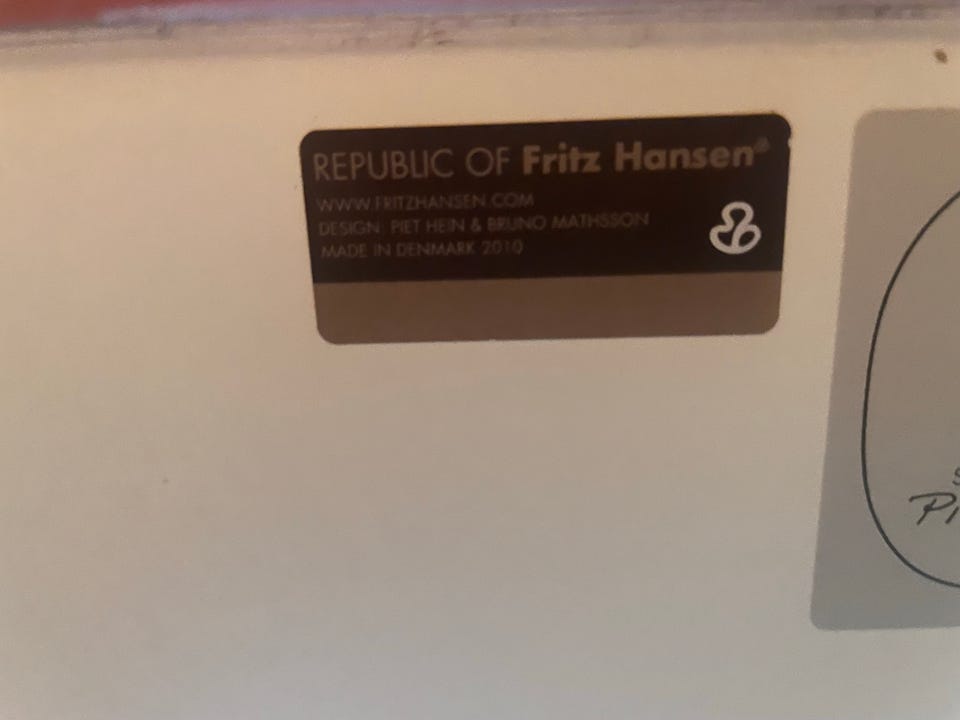 REPUBLIC OF Fritz Hansen®
WWW.FRITZHANSEN.COM
DESIGN: PIET HEIN & BRUNO MATHSSON
MADE IN DENMARK 2010